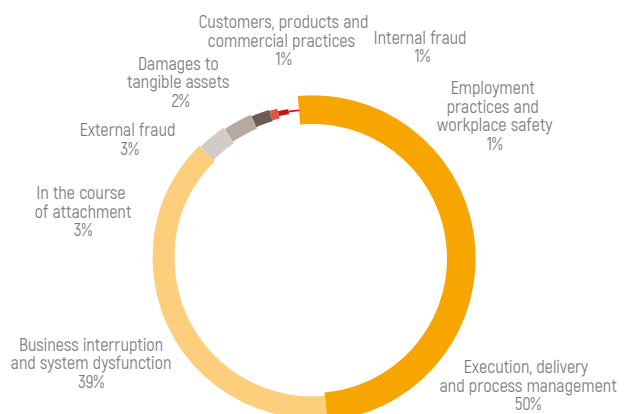 Customers, products and
commercial practices
1%
Internal fraud
1%
Damages to
tangible assets
2%
Employment
practices and
workplace safety
1%
External fraud
3%
In the course
of attachment
3%
Business interruption
and system dysfunction
39%
Execution, delivery
and process management
50%